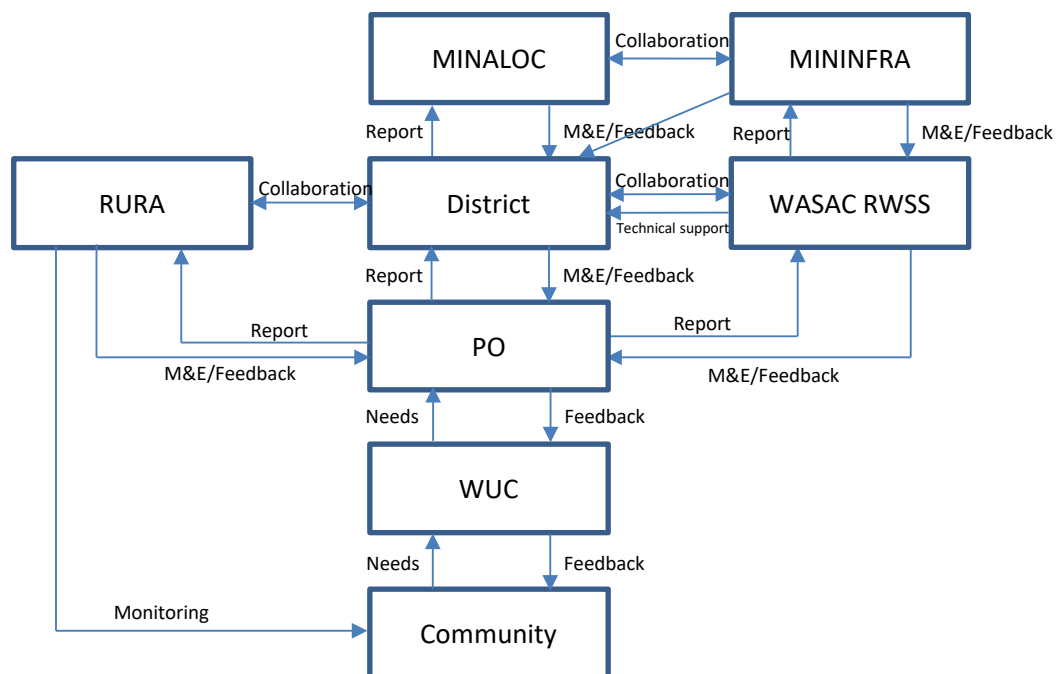 Collaboration
MINALOC
MININFRA
Report
M&E/Feedback
Report
M&E/Feedback
RURA
Collaboration
District
Collaboration
Technical support
WASAC RWSS
Report
M&E/Feedback
Report
PO
Report
M&E/Feedback
M&E/Feedback
Needs
Feedback
WUC
Needs
Feedback
Monitoring
Community